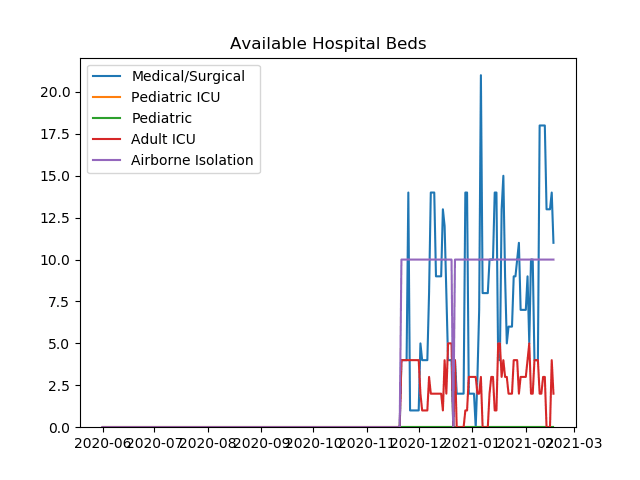 Available Hospital Beds
Medical/Surgical
Pediatric ICU
Pediatric
Adult ICU
Airborne Isolation
20.0
17.5
15.0
12.5
10.0
7.5
5.0
2.5
0.0
2020-06 2020-07 2020-08 2020-09 2020-10 2020-11 2020-12 2021-01 2021-02 2021-03